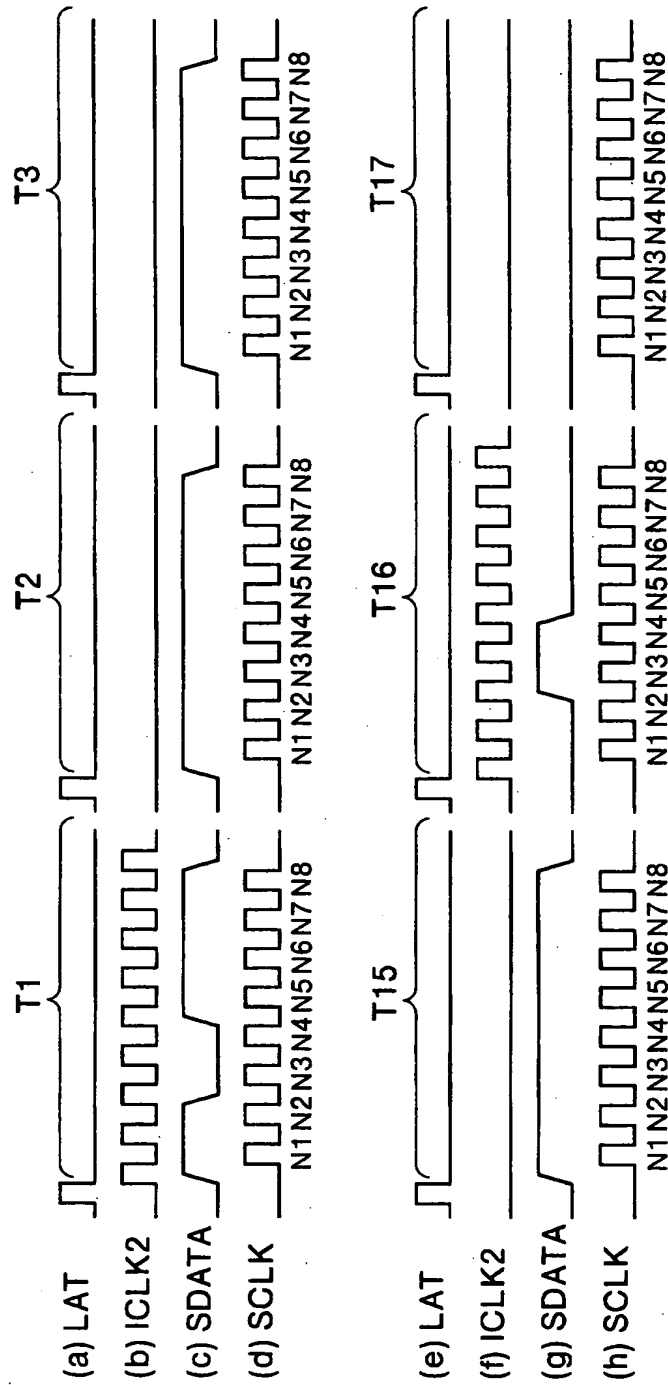 T1 T2 T3
(a) LAT
(b) ICLK2
(c) SDATA
(d) SCLK
N1 N2 N3 N4 N5 N6 N7 N8 N1 N2 N3 N4 N5 N6 N7 N8 N1 N2 N3 N4 N5 N6 N7 N8
T15 T16 T17
(e) LAT
(f) ICLK2
(g) SDATA
(h) SCLK
N1 N2 N3 N4 N5 N6 N7 N8 N1 N2 N3 N4 N5 N6 N7 N8 N1 N2 N3 N4 N5 N6 N7 N8